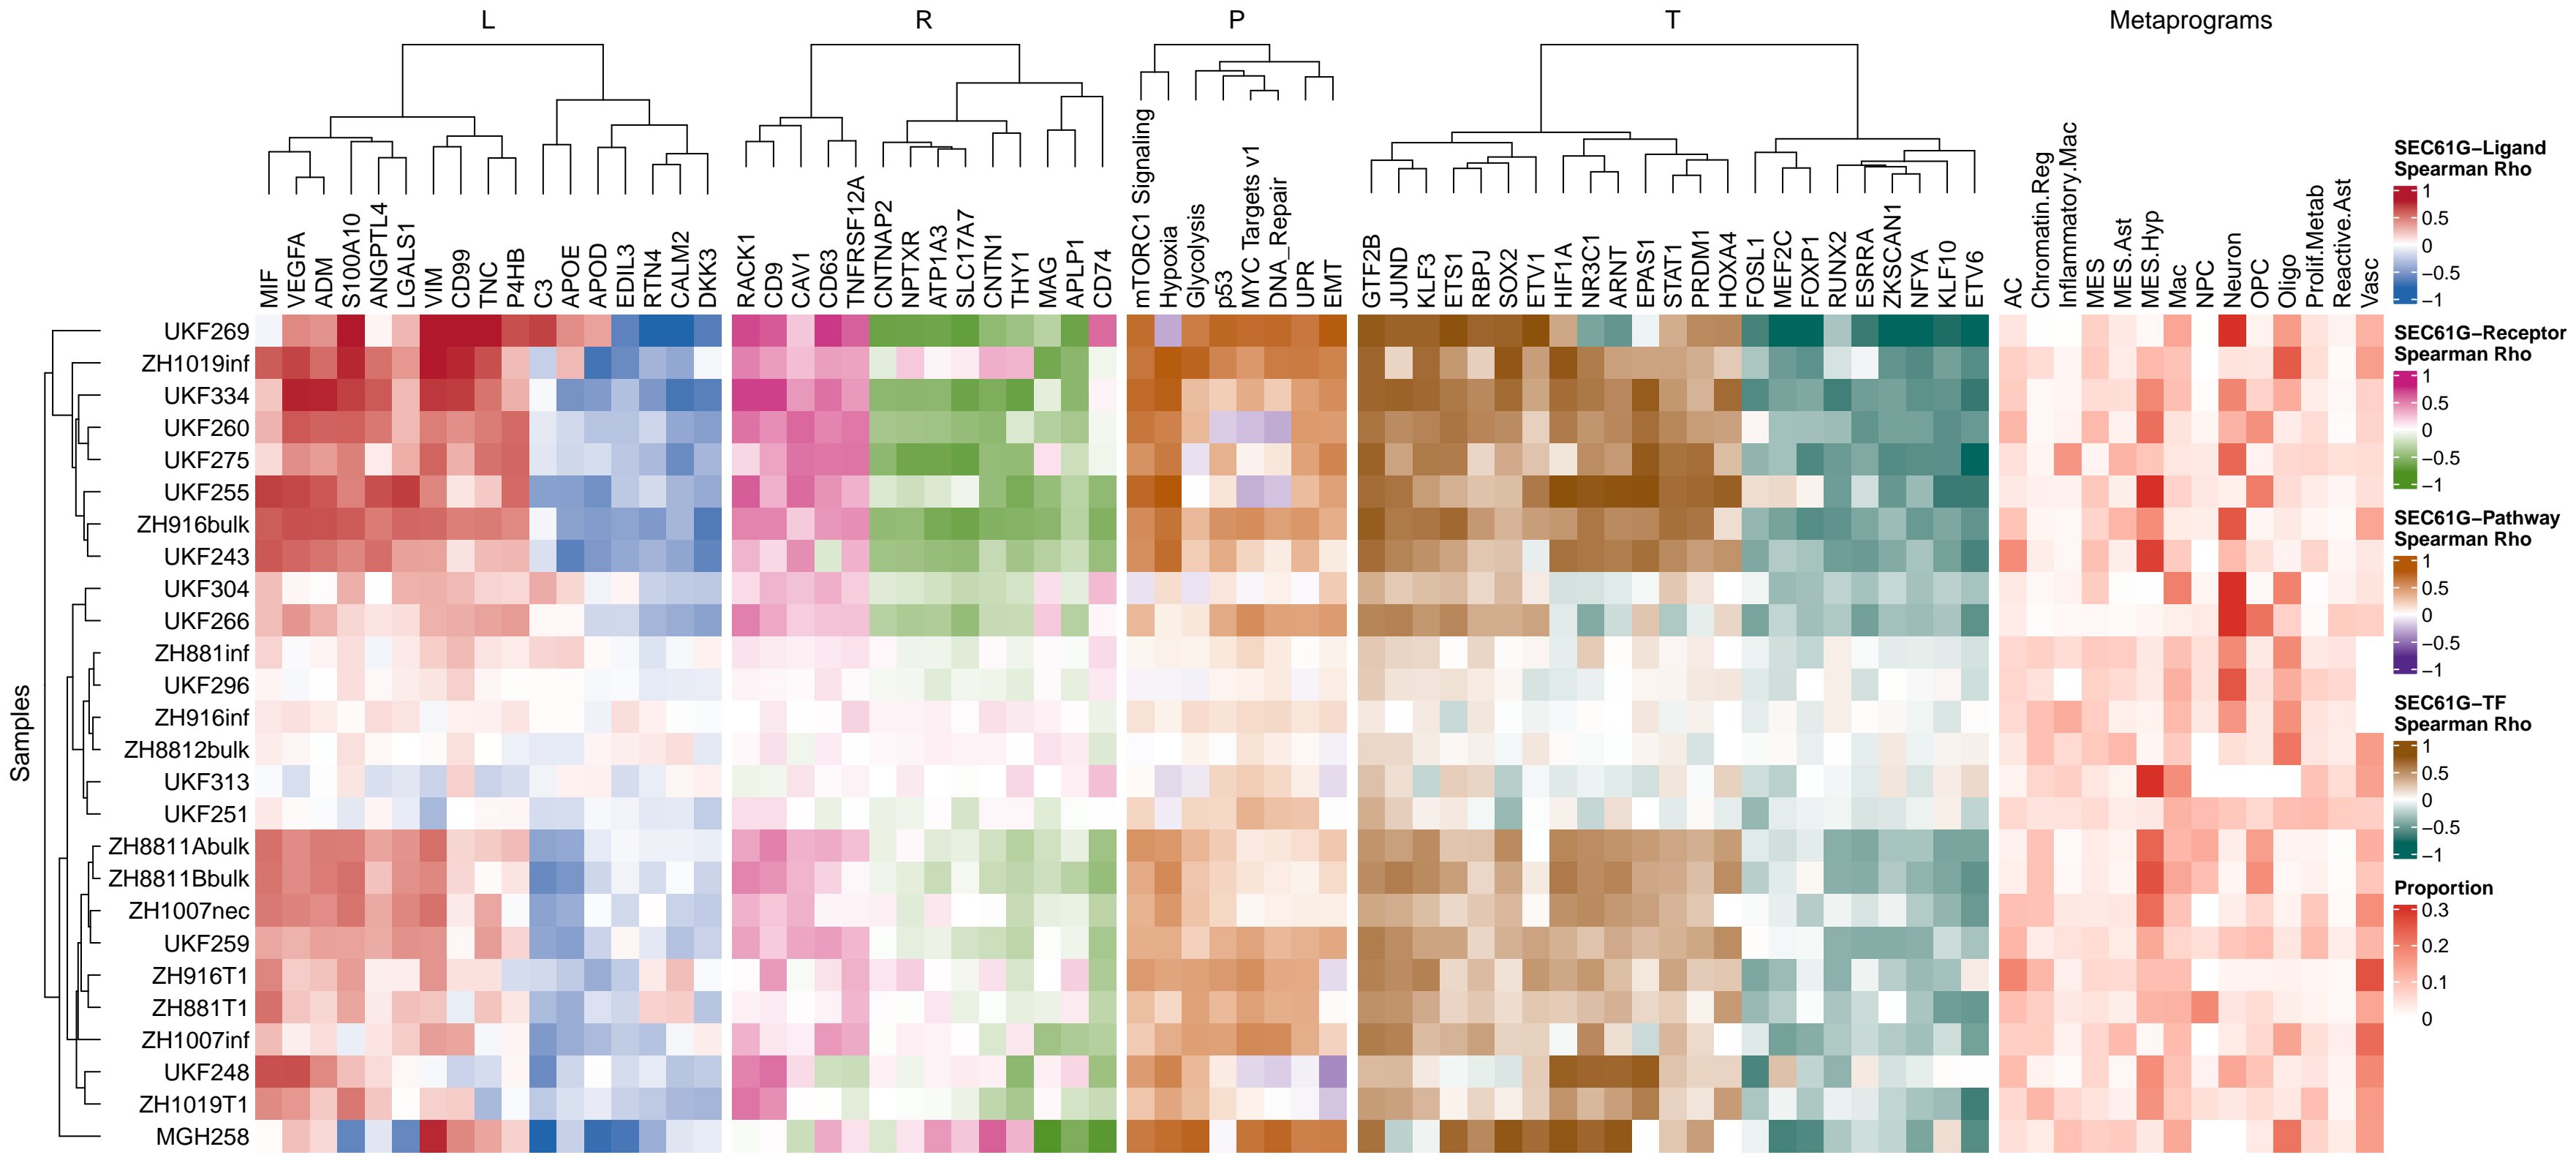 L
R
P
T
Metaprograms
MIF
VEGFA
ADM
S100A10
ANGPTL4
LGALS1
VIM
CD99
TNC
P4HB
C3
APOE
APOD
EDIL3
RTN4
CALM2
DKK3
RACK1
CD9
CAV1
CD63
TNFRSF12A
CNTNAP2
NPTXR
ATP1A3
SLC17A7
CNTN1
THY1
MAG
APLP1
CD74
mTORC1 Signaling
Hypoxia
Glycolysis
p53
MYC Targets v1
DNA_Repair
UPR
EMT
GTF2B
JUND
KLF3
ETS1
RBPJ
SOX2
ETV1
HIF1A
NR3C1
ARNT
EPAS1
STAT1
PRDM1
HOXA4
FOSL1
MEF2C
FOXP1
RUNX2
ESRRA
ZKSCAN1
NFYA
KLF10
ETV6
AC
Chromatin.Reg
Inflammatory.Mac
MES
MES.Ast
MES.Hyp
Mac
NPC
Neuron
OPC
Oligo
Prolif.Metab
Reactive.Ast
Vasc
Samples
UKF269
ZH1019inf
UKF334
UKF260
UKF275
UKF255
ZH916bulk
UKF243
UKF304
UKF266
ZH881inf
UKF296
ZH916inf
ZH8812bulk
UKF313
UKF251
ZH8811Abulk
ZH8811Bbulk
ZH1007nec
UKF259
ZH916T1
ZH881T1
ZH1007inf
UKF248
ZH1019T1
MGH258
SEC61G−Ligand
Spearman Rho
1
0.5
0
−0.5
−1
SEC61G−Receptor
Spearman Rho
1
0.5
0
−0.5
−1
SEC61G−Pathway
Spearman Rho
1
0.5
0
−0.5
−1
SEC61G−TF
Spearman Rho
1
0.5
0
−0.5
−1
Proportion
0.3
0.2
0.1
0